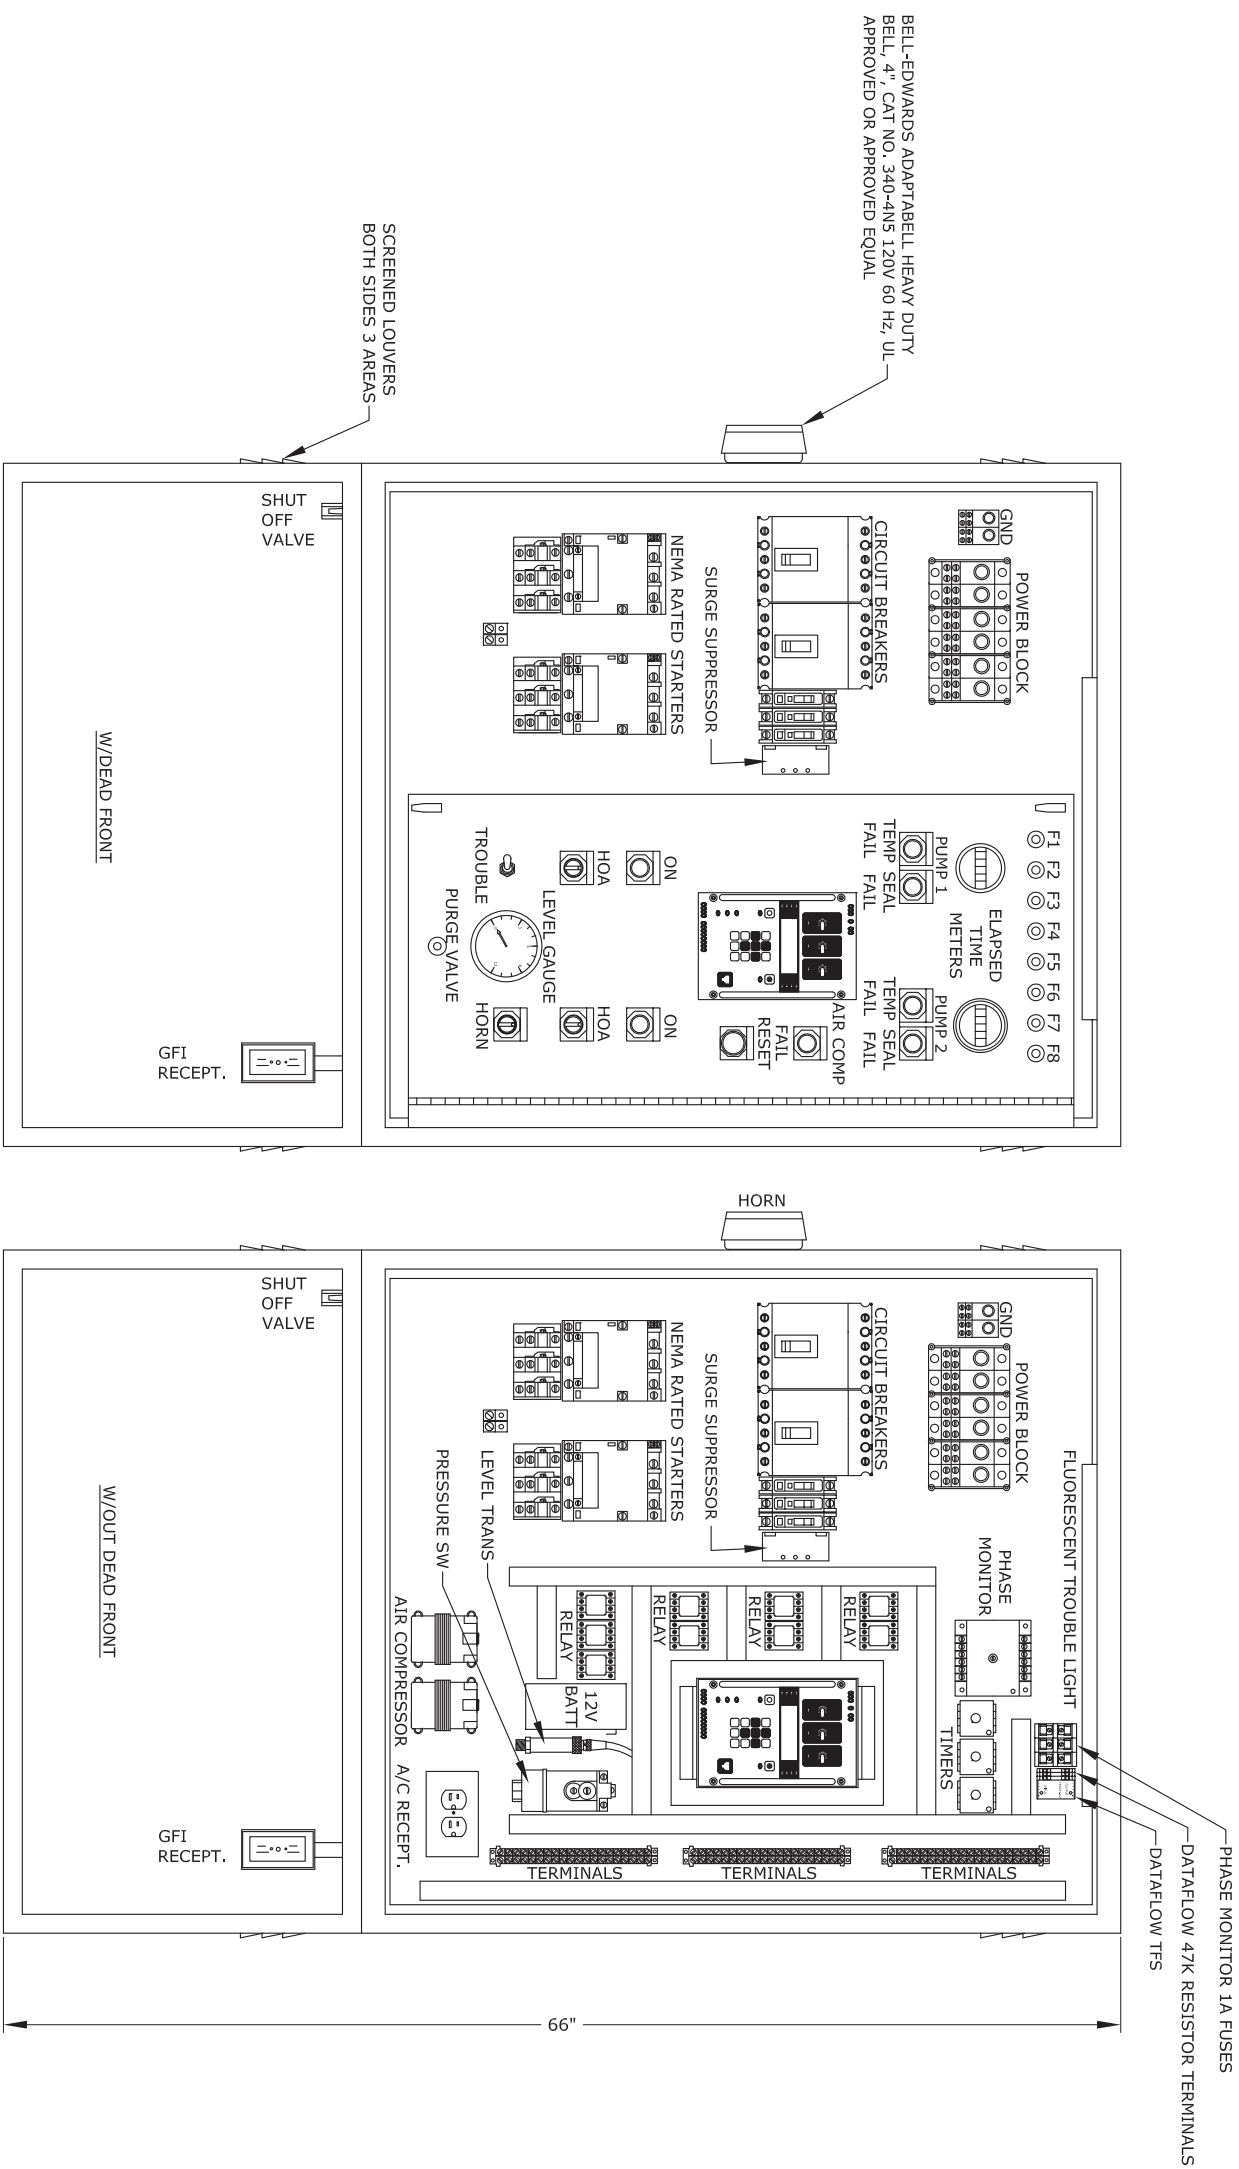 BELL-EDWARDS ADAPTABELL HEAVY DUTY
BELL, 4", CAT NO. 340-4N5 120V 60 Hz, UL
APPROVED OR APPROVED EQUAL
SCREENED LOUVERS
BOTH SIDES 3 AREAS
GND
POWER BLOCK
CIRCUIT BREAKERS
SURGE SUPPRESSOR
NEMA RATED STARTERS
F1 F2 F3 F4 F5 F6 F7 F8
ELAPSED
TIME
METERS
PUMP 1
TEMP SEAL
FAIL FAIL
PUMP 2
TEMP SEAL
FAIL FAIL
AIR COMP
FAIL
RESET
ON
HOA
ON
HOA
TROUBLE
LEVEL GAUGE
PURGE VALVE
HORN
SHUT
OFF
VALVE
GFI
RECEPT.
W/DEAD FRONT
HORN
GND
POWER BLOCK
FLUORESCENT TROUBLE LIGHT
CIRCUIT BREAKERS
SURGE SUPPRESSOR
NEMA RATED STARTERS
PHASE
MONITOR
TIMERS
RELAY
RELAY
RELAY
RELAY
12V
BATT
LEVEL TRANS
PRESSURE SW
AIR COMPRESSOR
A/C RECEPT.
TERMINALS
TERMINALS
TERMINALS
PHASE MONITOR 1A FUSES
DATAFLOW 47K RESISTOR TERMINALS
DATAFLOW TFS
SHUT
OFF
VALVE
GFI
RECEPT.
W/OUT DEAD FRONT
66"